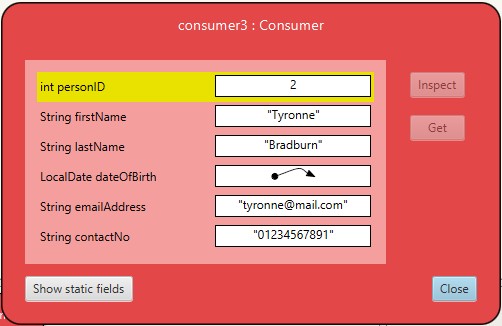 consumer3 : Consumer
int personID 2
Inspect
String firstName "Tyronne"
Get
String lastName "Bradburn"
LocalDate dateOfBirth
String emailAddress "tyronne@mail.com"
String contactNo "01234567891"
Show static fields Close